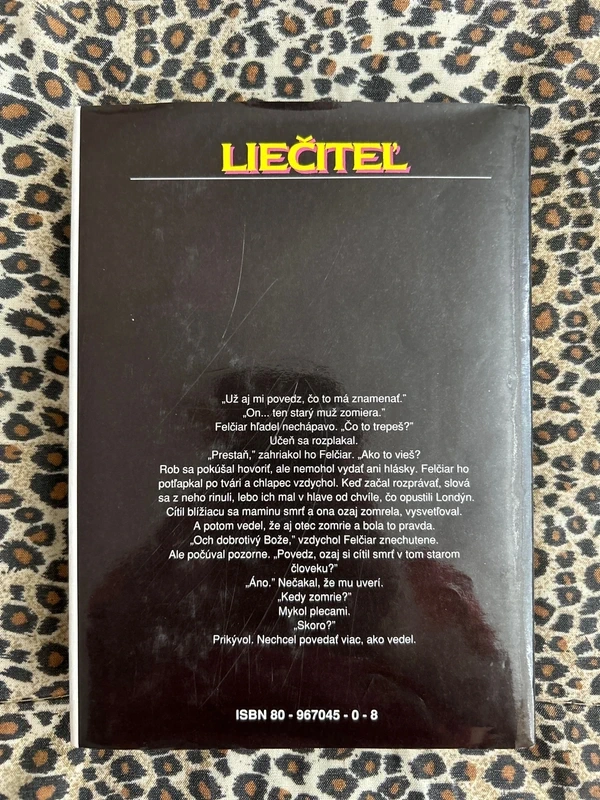 LIEČITEĽ
„Už aj mi povedz, čo to má znamenať.”
„On... ten starý muž zomiera.”
Felčiar hľadel nechápavo. „Čo to trepeš?”
Učeň sa rozplakal.
„Prestaň,” zahriakol ho Felčiar. „Ako to vieš?
Rob sa pokúšal hovoriť, ale nemohol vydať ani hlásky. Felčiar ho
potľapkal po tvári a chlapec vzdychol. Keď začal rozprávať, slová
sa z neho rinuli, lebo ich mal v hlave od chvíle, čo opustili Londýn.
Cítil blížiacu sa maminu smrť a ona ozaj zomrela, vysvetľoval.
A potom vedel, že aj otec zomrie a bola to pravda.
„Och dobrotivý Bože,” vzdychol Felčiar znechutene.
Ale počúval pozorne. „Povedz, ozaj si cítil smrť v tom starom
človeku?”
„Áno.” Nečakal, že mu uverí.
„Kedy zomrie?”
Mykol plecami.
„Skoro?”
Prikývol. Nechcel povedať viac, ako vedel.
ISBN 80 - 967045 - 0 - 8